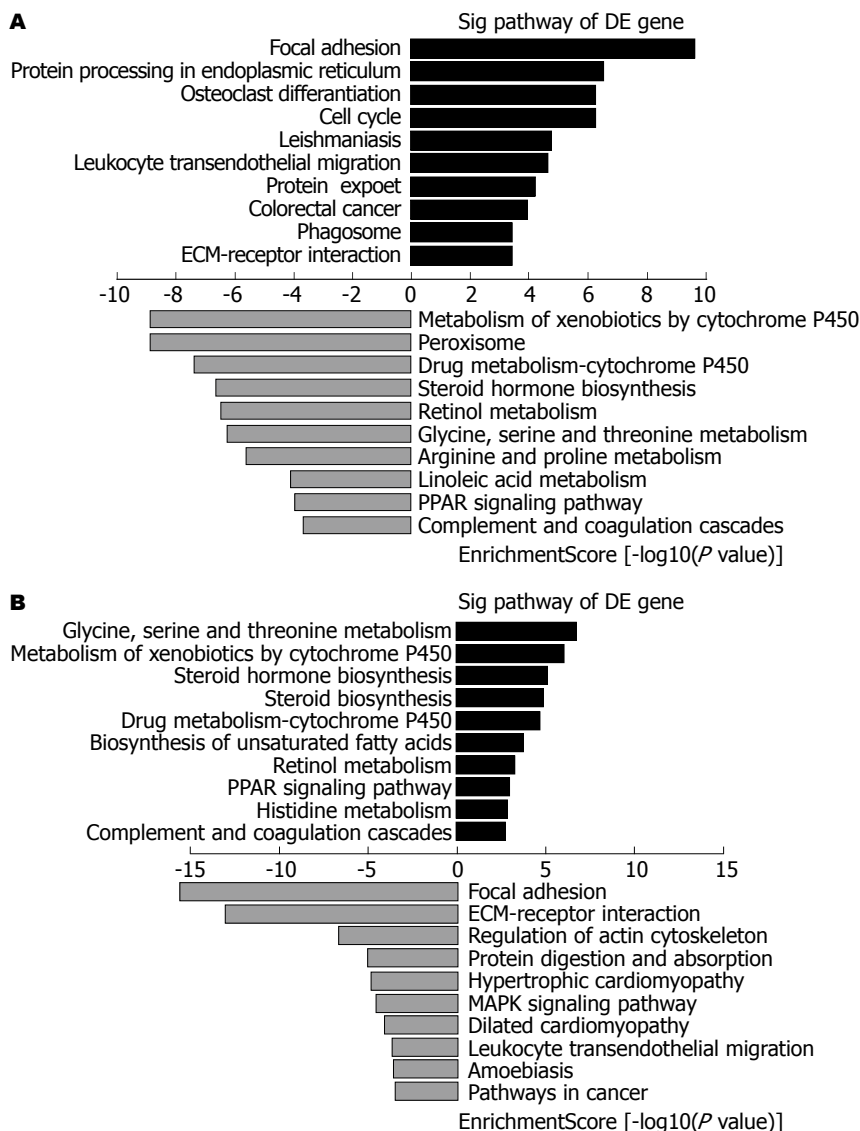 A
Sig pathway of DE gene
Focal adhesion
Protein processing in endoplasmic reticulum
Osteoclast differantiation
Cell cycle
Leishmaniasis
Leukocyte transendothelial migration
Protein expoet
Colorectal cancer
Phagosome
ECM-receptor interaction
-10 -8 -6 -4 -2 0 2 4 6 8 10
Metabolism of xenobiotics by cytochrome P450
Peroxisome
Drug metabolism-cytochrome P450
Steroid hormone biosynthesis
Retinol metabolism
Glycine, serine and threonine metabolism
Arginine and proline metabolism
Linoleic acid metabolism
PPAR signaling pathway
Complement and coagulation cascades
EnrichmentScore [-log10(P value)]
B
Sig pathway of DE gene
Glycine, serine and threonine metabolism
Metabolism of xenobiotics by cytochrome P450
Steroid hormone biosynthesis
Steroid biosynthesis
Drug metabolism-cytochrome P450
Biosynthesis of unsaturated fatty acids
Retinol metabolism
PPAR signaling pathway
Histidine metabolism
Complement and coagulation cascades
-15 -10 -5 0 5 10 15
Focal adhesion
ECM-receptor interaction
Regulation of actin cytoskeleton
Protein digestion and absorption
Hypertrophic cardiomyopathy
MAPK signaling pathway
Dilated cardiomyopathy
Leukocyte transendothelial migration
Amoebiasis
Pathways in cancer
EnrichmentScore [-log10(P value)]